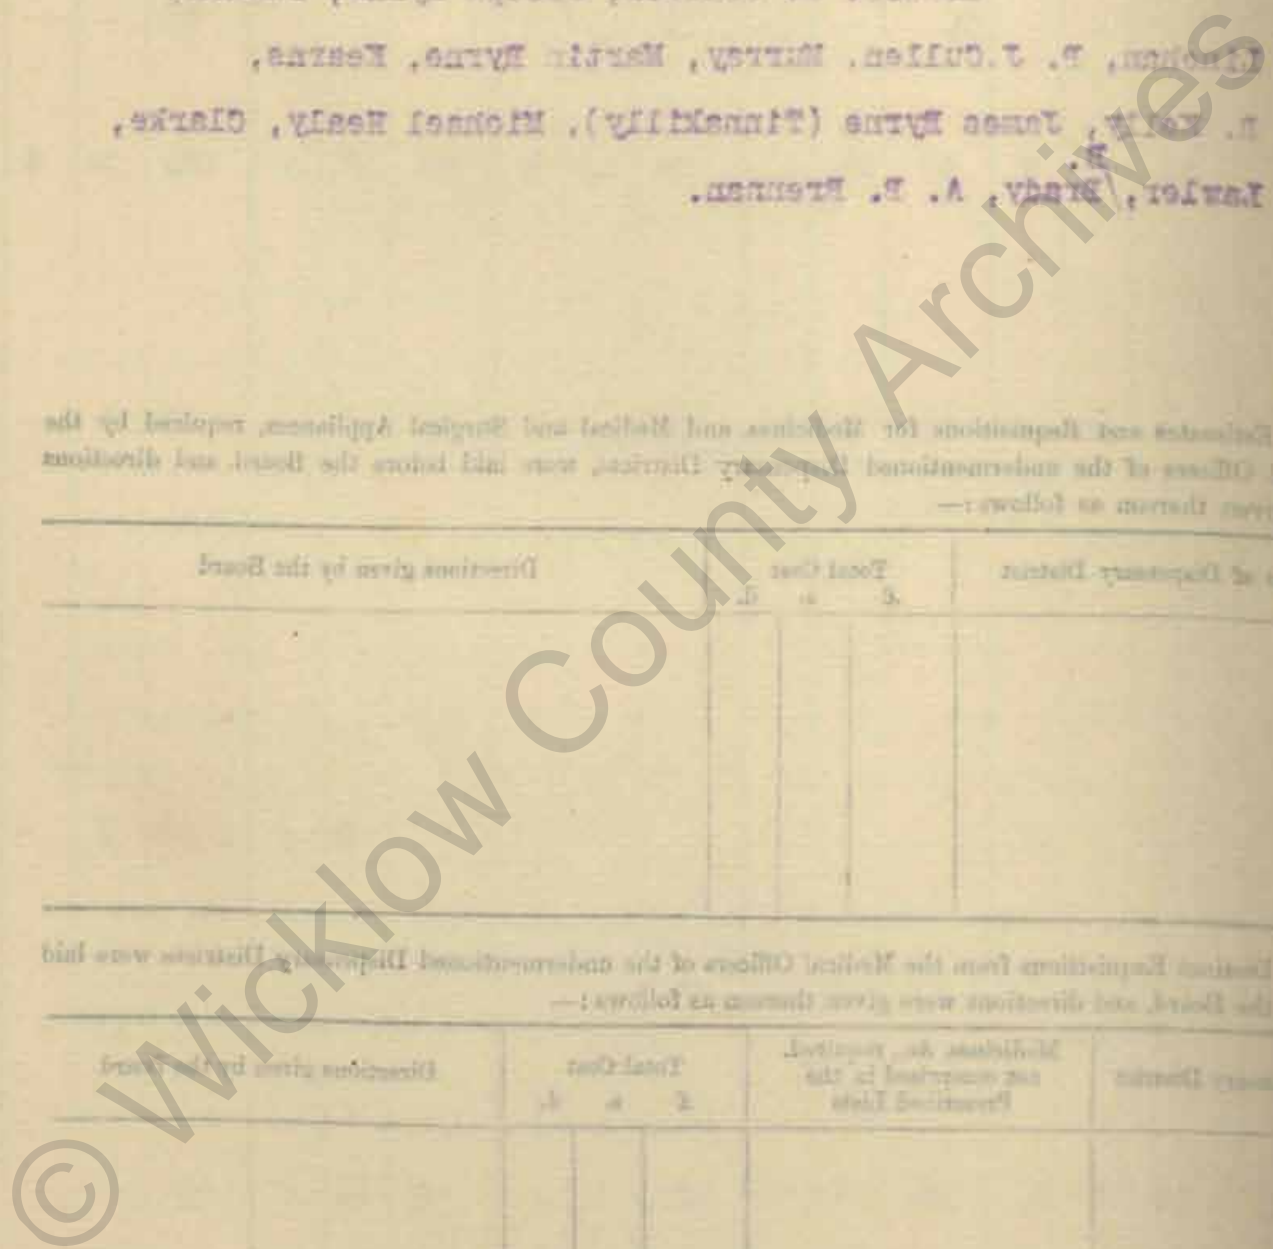 P. J. Cullen. Murray, Martin Byrne, Kearns,
James Byrne (Tinnakilly), Michael Healy, Clarke,
P.
Lawler, / Brady, A. B. Brennan.
Estimates and Requisitions for Medicines and Medical and Surgical Appliances, required by the
Officers of the undermentioned Dispensary Districts, were laid before the Board, and directions
thereon as follows:—
of Dispensary District
Total Cost
Directions given by the Board
£ s. d.
Requisitions from the Medical Officers of the undermentioned Dispensary Districts were laid
the Board, and directions were given thereon as follows:—
District
Medicines, &c., required,
not comprised in the
Prescribed Lists
Total Cost
Directions given by the Board
£ s. d.
© Wicklow County Archives